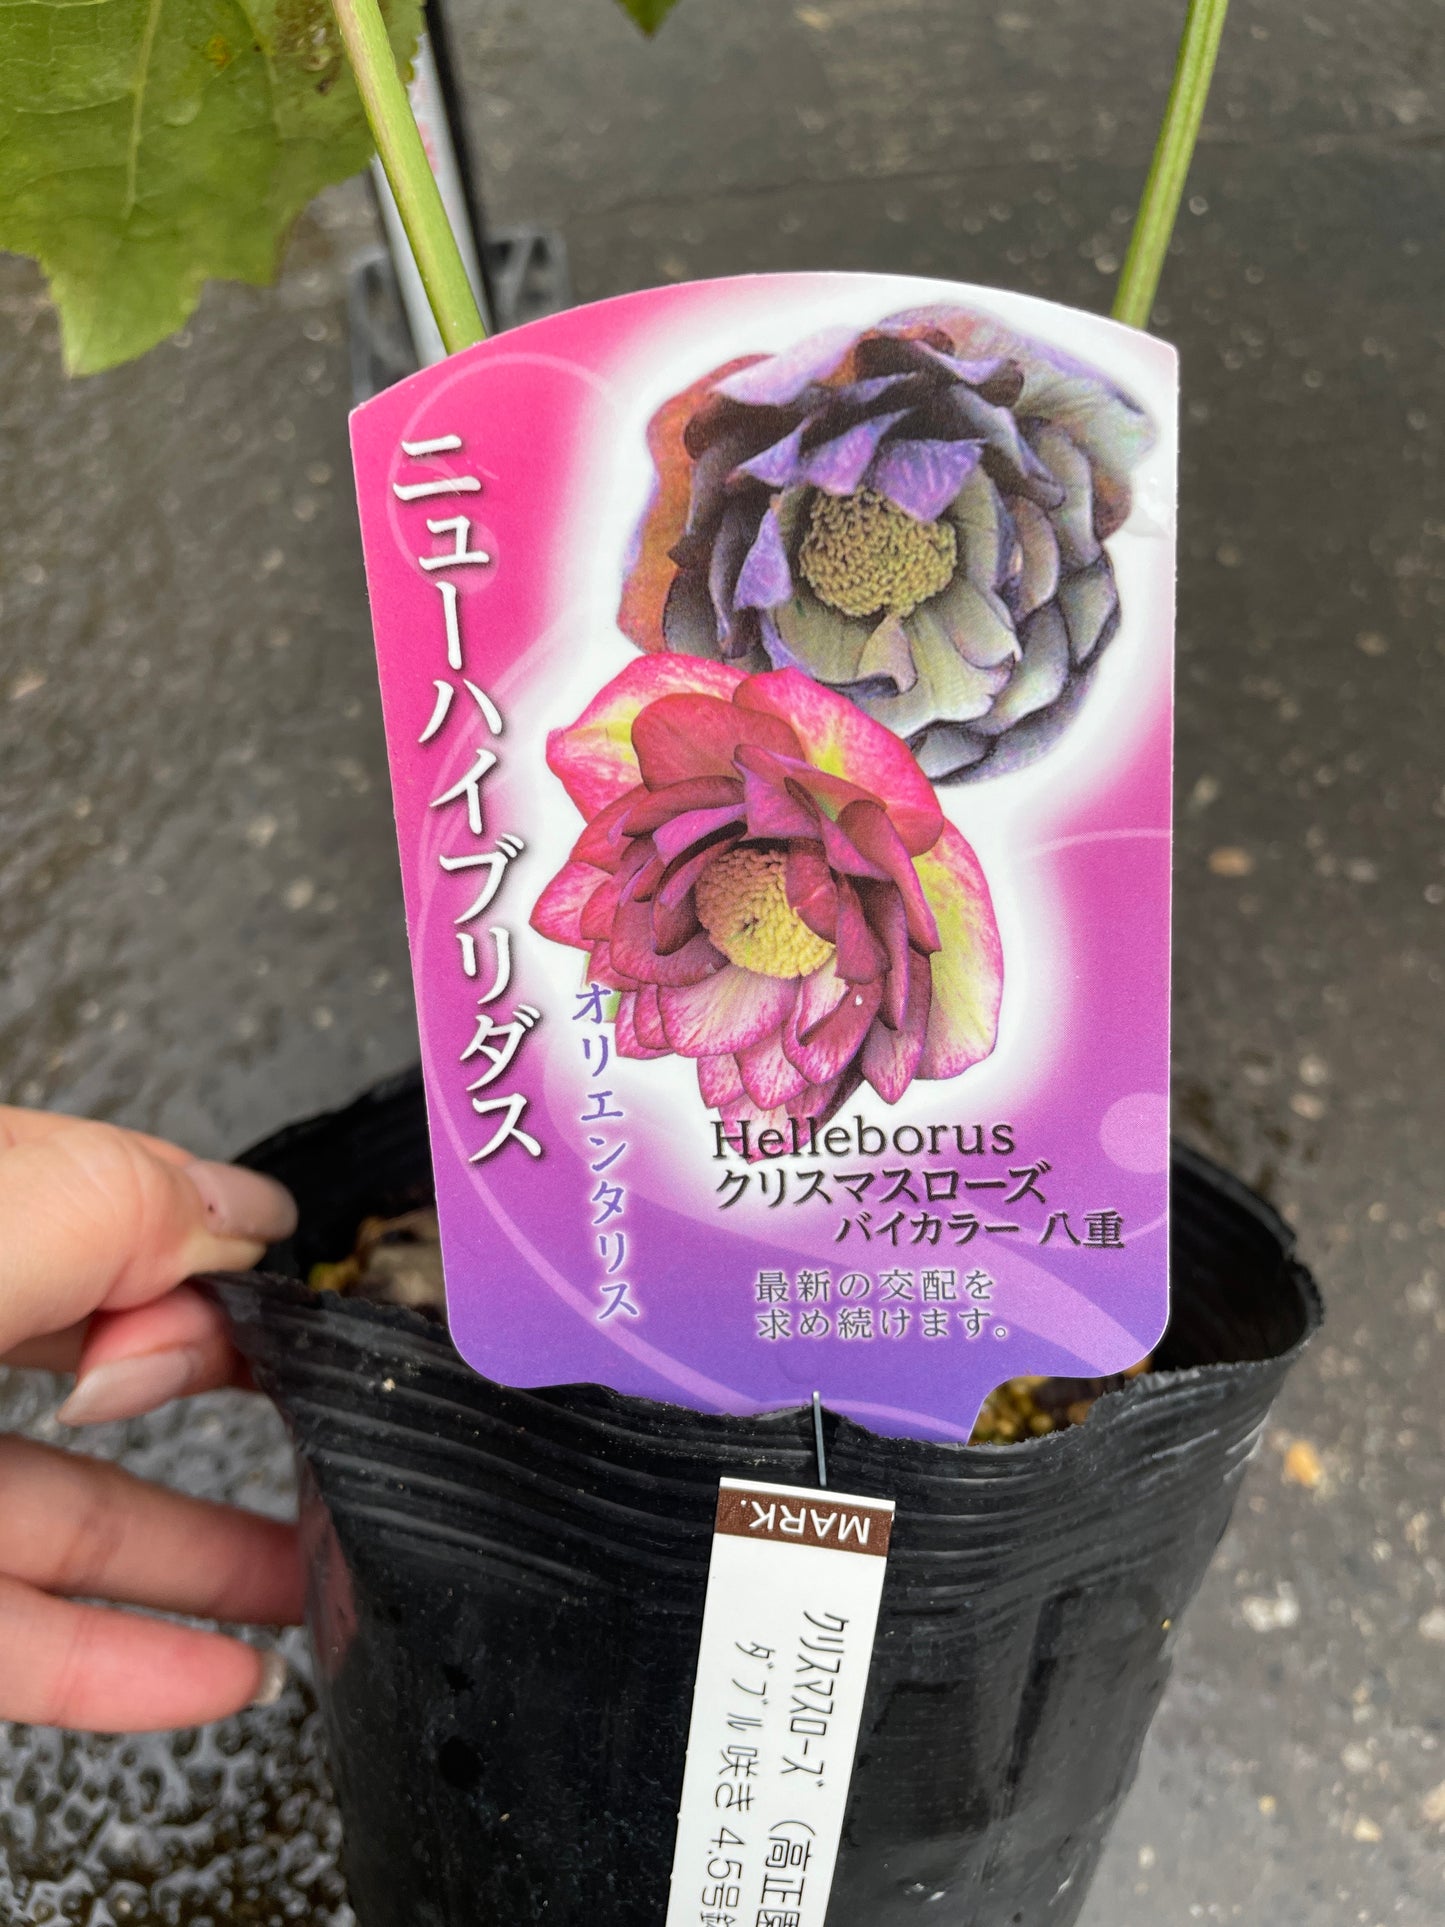 ニューハイブリダス
オリエンタリス
Helleborus
クリスマスローズ
バイカラー 八重
最新の交配を
求め続けます。
MARK.
ｸﾘｽﾏｽﾛｰｽﾞ (高正園
ﾀﾞﾌﾞﾙ咲き 4.5号